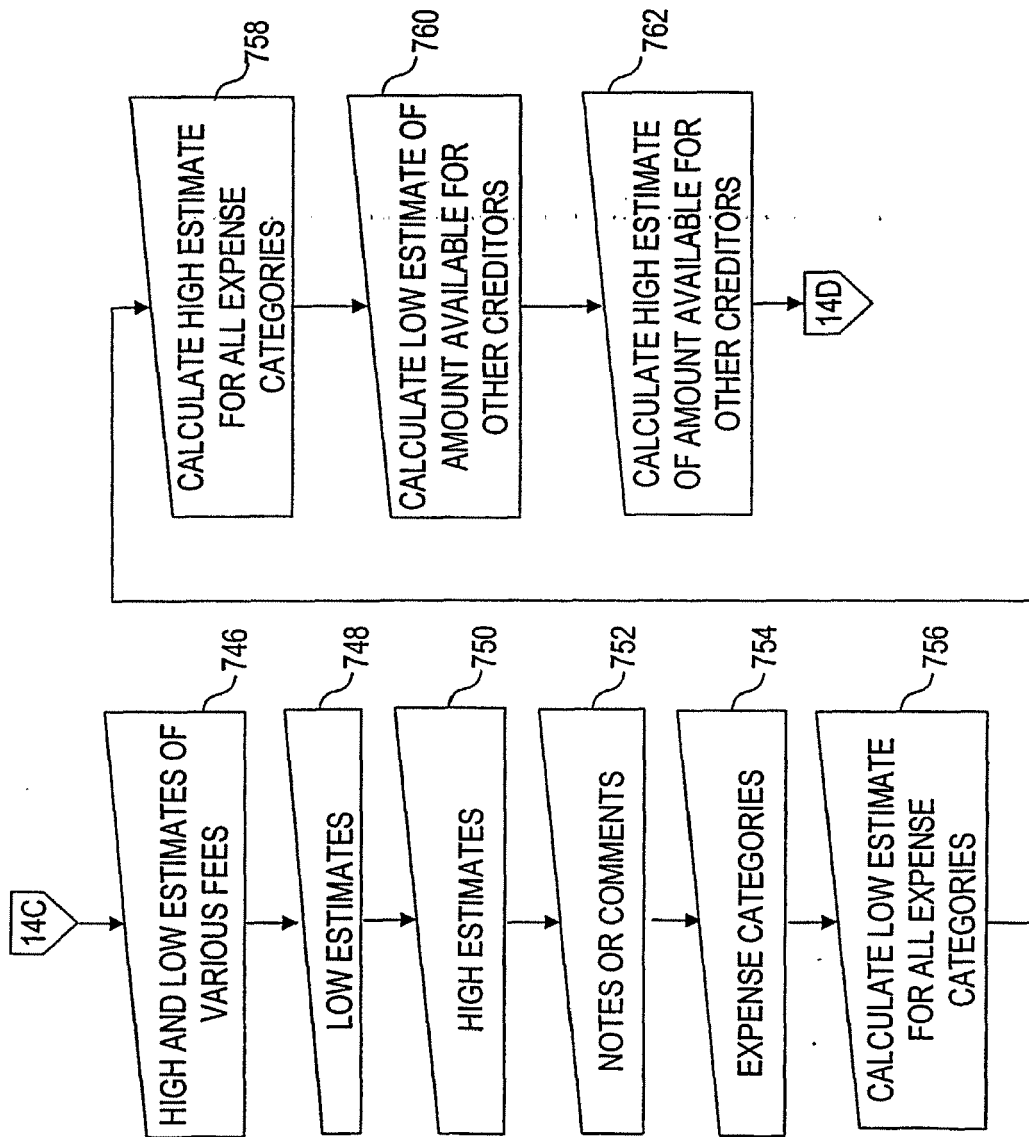 14C
HIGH AND LOW ESTIMATES OF
VARIOUS FEES
746
LOW ESTIMATES
748
HIGH ESTIMATES
750
NOTES OR COMMENTS
752
EXPENSE CATEGORIES
754
CALCULATE LOW ESTIMATE
FOR ALL EXPENSE
CATEGORIES
756
CALCULATE HIGH ESTIMATE
FOR ALL EXPENSE
CATEGORIES
758
CALCULATE LOW ESTIMATE OF
AMOUNT AVAILABLE FOR
OTHER CREDITORS
760
CALCULATE HIGH ESTIMATE
OF AMOUNT AVAILABLE FOR
OTHER CREDITORS
762
14D